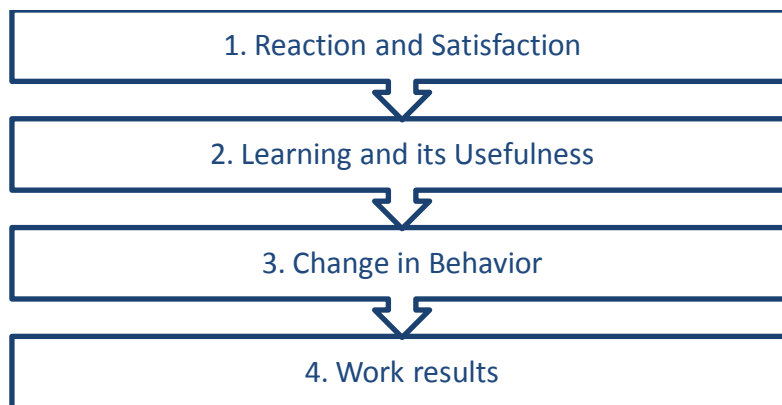 1. Reaction and Satisfaction
2. Learning and its Usefulness
3. Change in Behavior
4. Work results